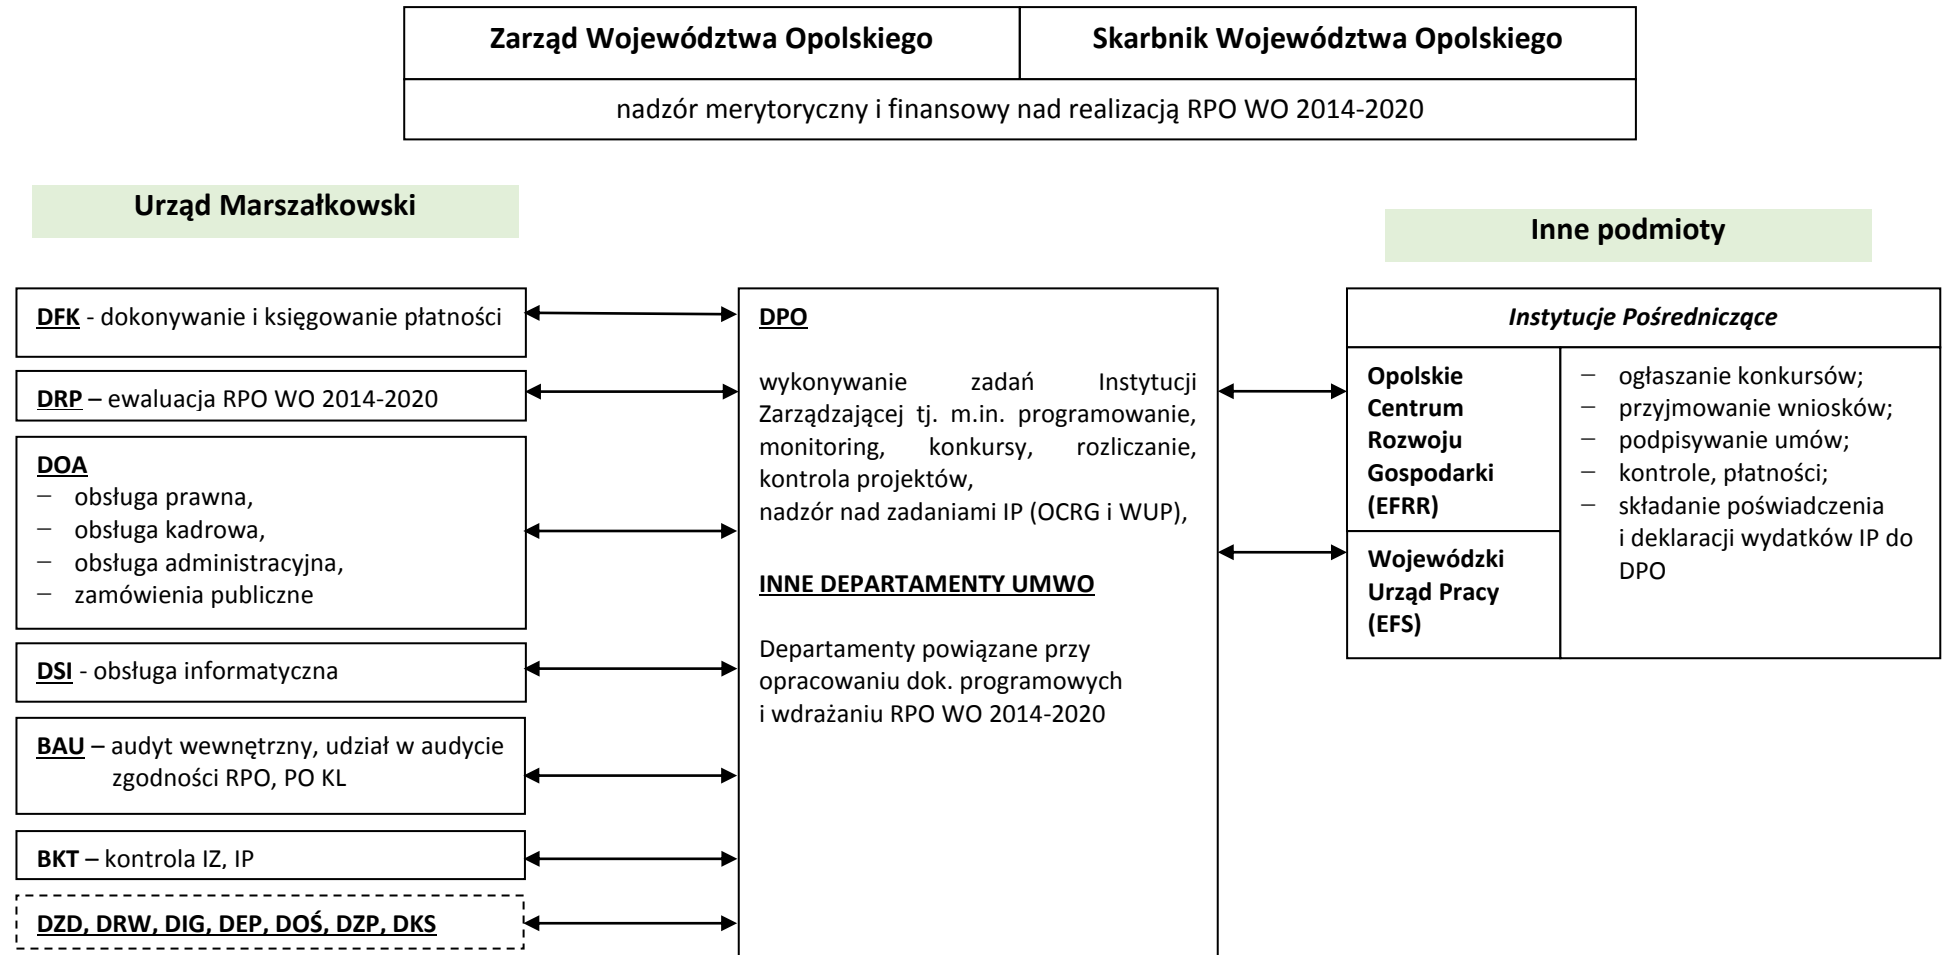 Zarząd Województwa Opolskiego
Skarbnik Województwa Opolskiego
nadzór merytoryczny i finansowy nad realizacją RPO WO 2014-2020
Urząd Marszałkowski
Inne podmioty
DFK - dokonywanie i księgowanie płatności
DRP – ewaluacja RPO WO 2014-2020
DOA
– obsługa prawna,
– obsługa kadrowa,
– obsługa administracyjna,
– zamówienia publiczne
DSI - obsługa informatyczna
BAU – audyt wewnętrzny, udział w audycie
zgodności RPO, PO KL
BKT – kontrola IZ, IP
DZD, DRW, DIG, DEP, DOŚ, DZP, DKS
DPO
wykonywanie zadań Instytucji
Zarządzającej tj. m.in. programowanie,
monitoring, konkursy, rozliczanie,
kontrola projektów,
nadzór nad zadaniami IP (OCRG i WUP),
INNE DEPARTAMENTY UMWO
Departamenty powiązane przy
opracowaniu dok. programowych
i wdrażaniu RPO WO 2014-2020
Instytucje Pośredniczące
Opolskie
Centrum
Rozwoju
Gospodarki
(EFRR)
Wojewódzki
Urząd Pracy
(EFS)
– ogłaszanie konkursów;
– przyjmowanie wniosków;
– podpisywanie umów;
– kontrole, płatności;
– składanie poświadczenia
i deklaracji wydatków IP do
DPO